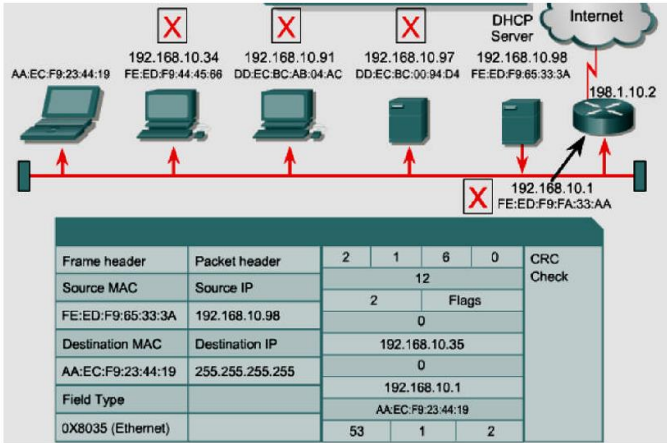 X
X
X
DHCP
Server
Internet
192.168.10.34
192.168.10.91
192.168.10.97
192.168.10.98
AA:EC:F9:23:44:19
FE:ED:F9:44:45:66
DD:EC:BC:AB:04:AC
DD:EC:BC:00:94:D4
FE:ED:F9:65:33:3A
198.1.10.2
X
192.168.10.1
FE:ED:F9:FA:33:AA
Frame header
Packet header
2 1 6 0
CRC
Check
12
Source MAC
Source IP
2 Flags
FE:ED:F9:65:33:3A
192.168.10.98
0
Destination MAC
Destination IP
192.168.10.35
0
AA:EC:F9:23:44:19
255.255.255.255
192.168.10.1
Field Type
AA:EC:F9:23:44:19
0X8035 (Ethernet)
53 1 2